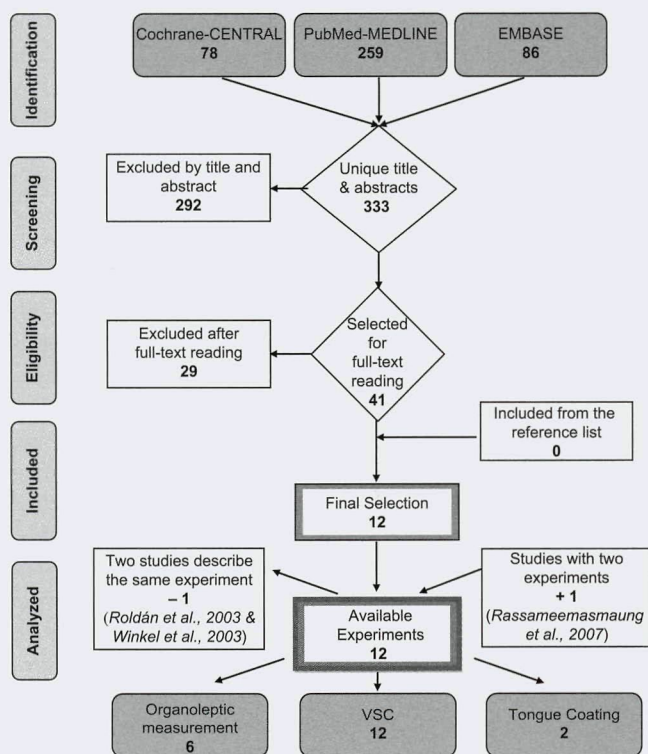 Identification
Cochrane-CENTRAL
78
PubMed-MEDLINE
259
EMBASE
86
Screening
Excluded by title and
abstract
292
Unique title
& abstracts
333
Eligibility
Excluded after
full-text reading
29
Selected
for
full-text
reading
41
Included
Included from the
reference list
0
Final Selection
12
Analyzed
Two studies describe
the same experiment
– 1
(Roldán et al., 2003 &
Winkel et al., 2003)
Studies with two
experiments
+ 1
(Rassameemasmaung
et al., 2007)
Available
Experiments
12
Organoleptic
measurement
6
VSC
12
Tongue Coating
2